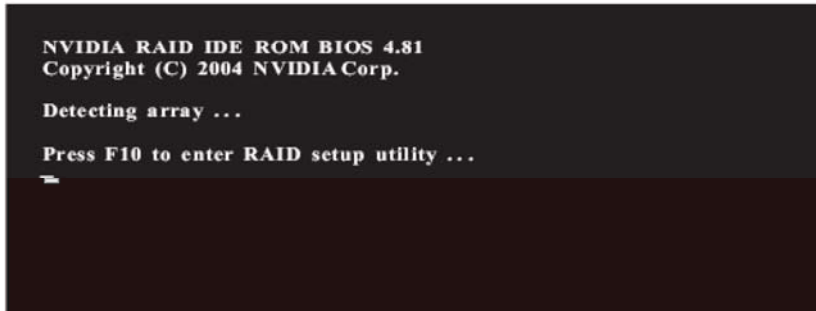 NVIDIA RAID IDE ROM BIOS 4.81
Copyright (C) 2004 NVIDIA Corp.
Detecting array ...
Press F10 to enter RAID setup utility ...